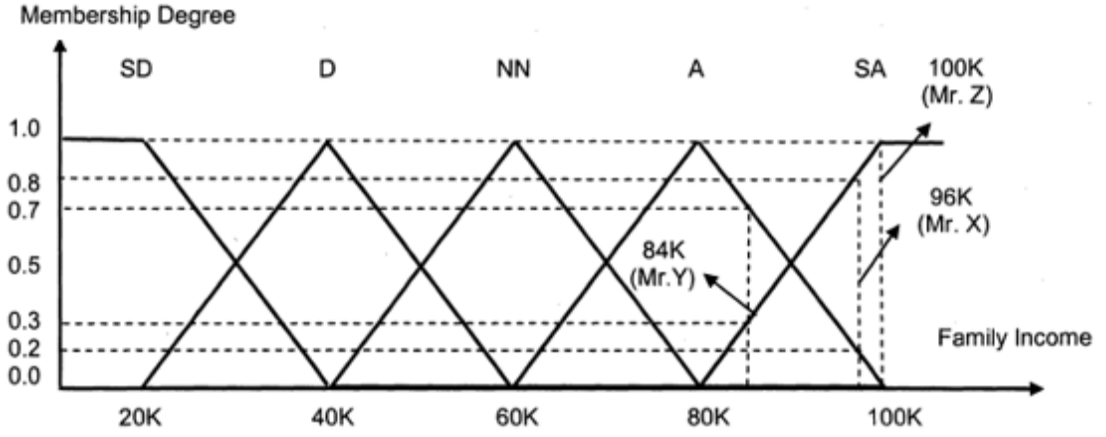 Membership Degree
SD D NN A SA 100K
(Mr. Z)
1.0
0.8
96K
(Mr. X)
0.7
84K
(Mr.Y)
0.5
0.3
0.2
Family Income
0.0
20K 40K 60K 80K 100K